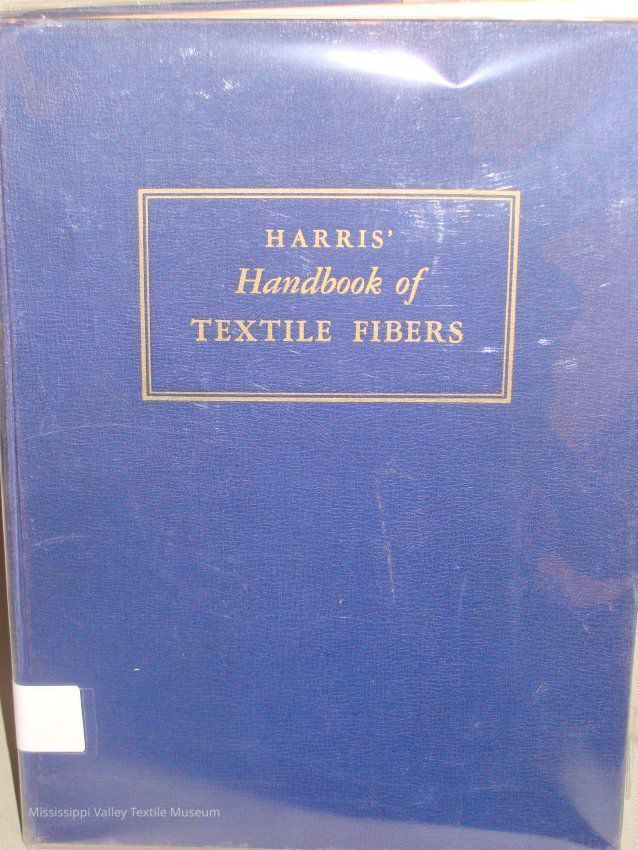 HARRIS'
Handbook of
TEXTILE FIBERS
Mississippi Valley Textile Museum